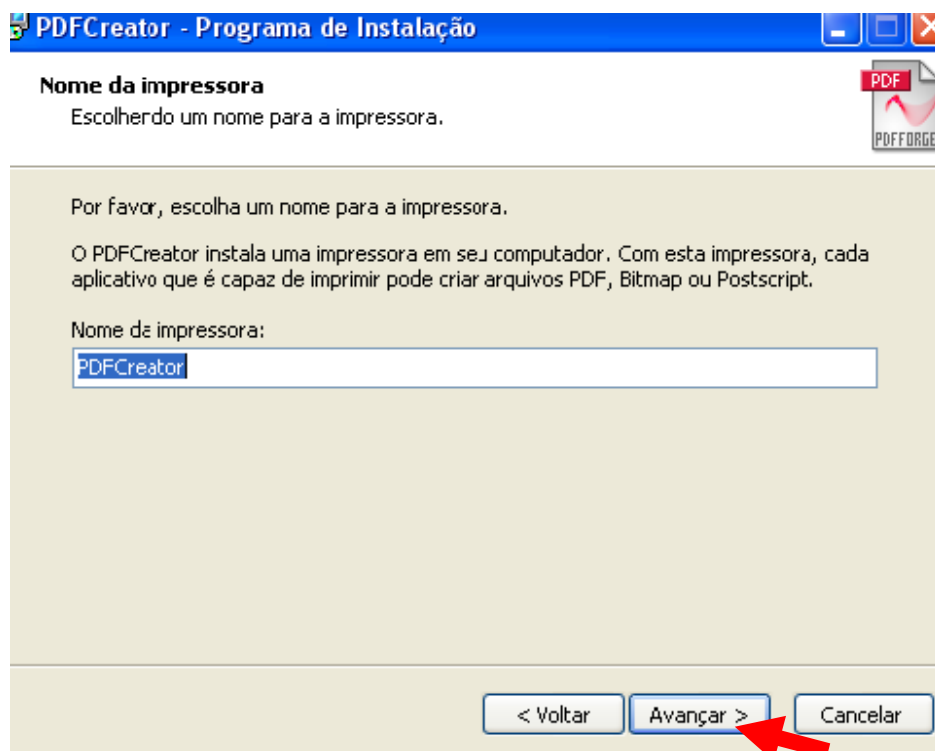 PDFCreator - Programa de Instalação
Nome da impressora
Escolhendo um nome para a impressora.
PDF
PDFFORGE
Por favor, escolha um nome para a impressora.
O PDFCreator instala uma impressora em seu computador. Com esta impressora, cada
aplicativo que é capaz de imprimir pode criar arquivos PDF, Bitmap ou Postscript.
Nome da impressora:
PDFCreator
< Voltar
Avançar >
Cancelar